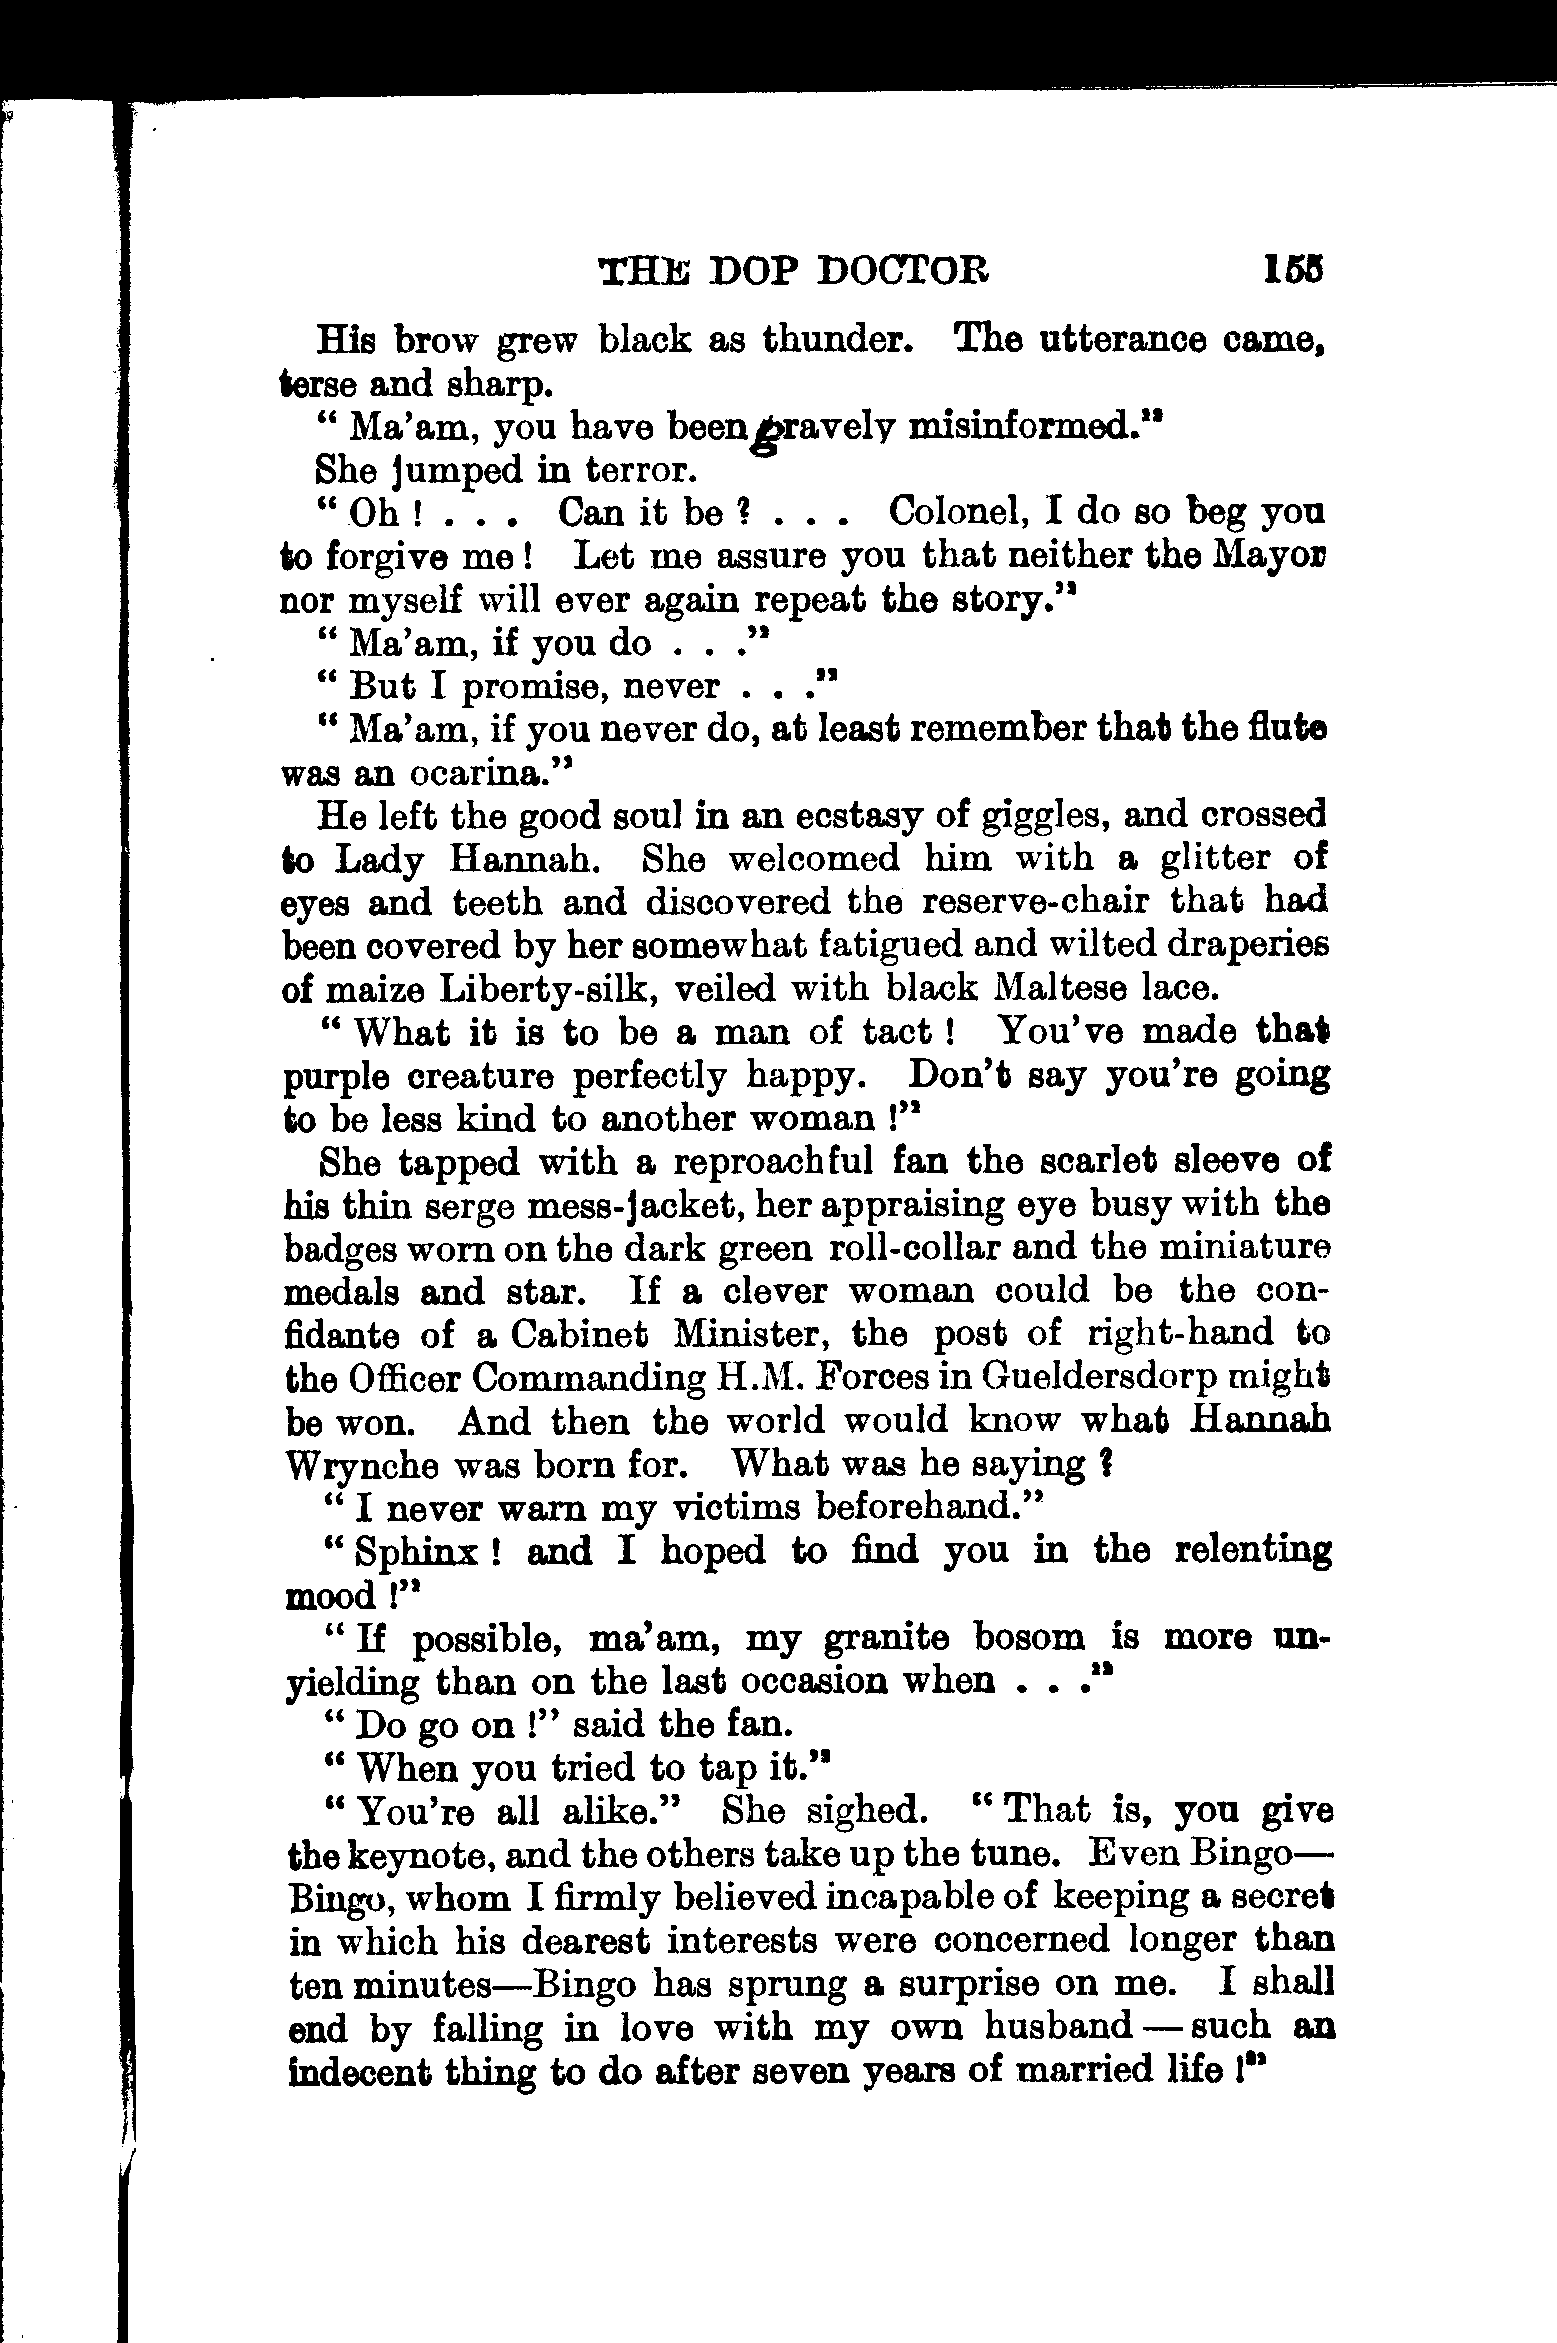 THE DOP DOCTOR 155
His brow grew black as thunder. The utterance came,
terse and sharp.
“ Ma’am, you have been gravely misinformed.”
She jumped in terror.
“ Oh ! . . . Can it be ? . . . Colonel, I do so beg you
to forgive me ! Let me assure you that neither the Mayor
nor myself will ever again repeat the story.”
“ Ma’am, if you do . . .”
“ But I promise, never . . .”
“ Ma’am, if you never do, at least remember that the flute
was an ocarina.”
He left the good soul in an ecstasy of giggles, and crossed
to Lady Hannah. She welcomed him with a glitter of
eyes and teeth and discovered the reserve-chair that had
been covered by her somewhat fatigued and wilted draperies
of maize Liberty-silk, veiled with black Maltese lace.
“ What it is to be a man of tact ! You’ve made that
purple creature perfectly happy. Don’t say you’re going
to be less kind to another woman !”
She tapped with a reproachful fan the scarlet sleeve of
his thin serge mess-jacket, her appraising eye busy with the
badges worn on the dark green roll-collar and the miniature
medals and star. If a clever woman could be the con-
fidante of a Cabinet Minister, the post of right-hand to
the Officer Commanding H.M. Forces in Gueldersdorp might
be won. And then the world would know what Hannah
Wrynche was born for. What was he saying ?
“ I never warn my victims beforehand.”
“ Sphinx ! and I hoped to find you in the relenting
mood !”
“ If possible, ma’am, my granite bosom is more un-
yielding than on the last occasion when . . .”
“ Do go on !” said the fan.
“ When you tried to tap it.”
“ You’re all alike.” She sighed. “ That is, you give
the keynote, and the others take up the tune. Even Bingo—
Bingo, whom I firmly believed incapable of keeping a secret
in which his dearest interests were concerned longer than
ten minutes—Bingo has sprung a surprise on me. I shall
end by falling in love with my own husband — such an
indecent thing to do after seven years of married life !”